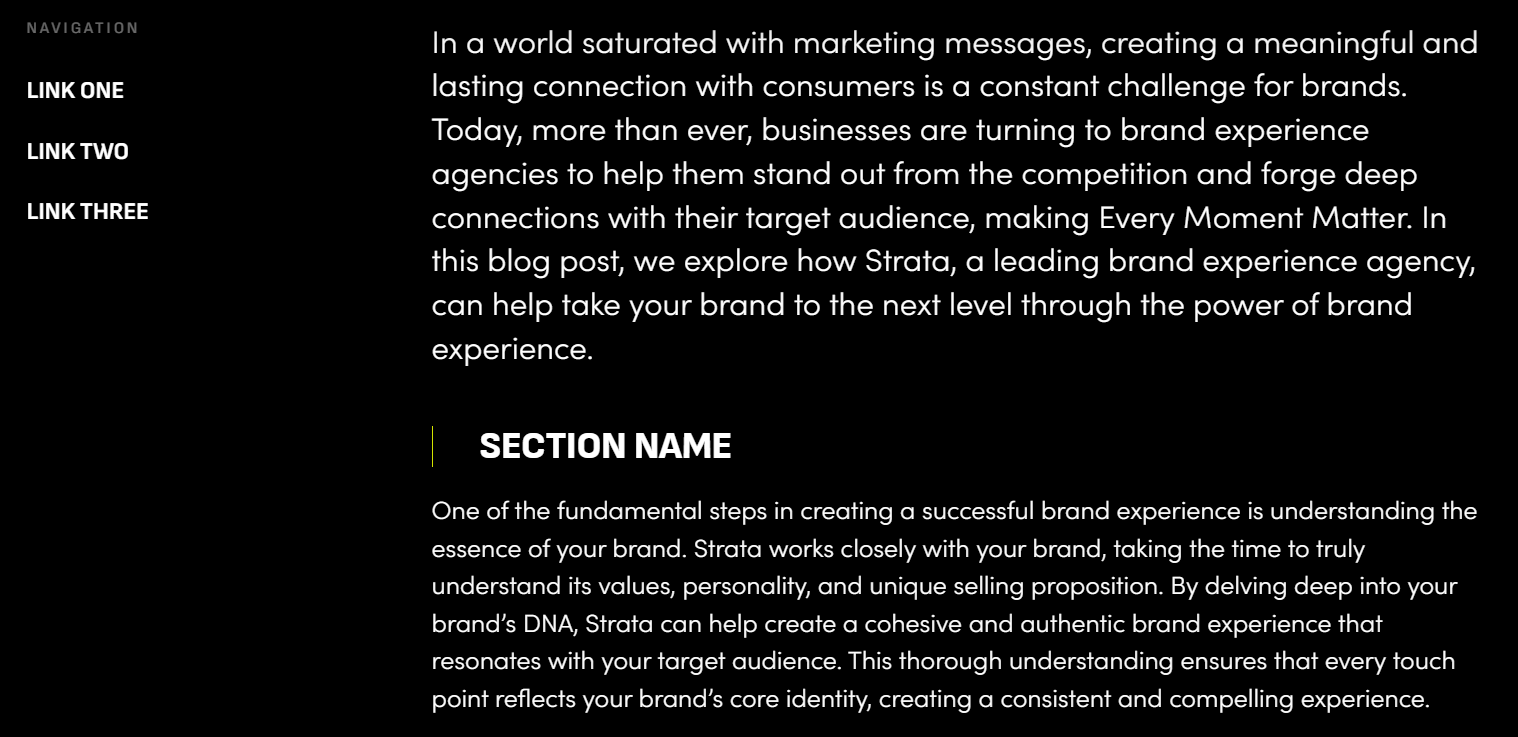 NAVIGATION
LINK ONE
LINK TWO
LINK THREE
In a world saturated with marketing messages, creating a meaningful and
lasting connection with consumers is a constant challenge for brands.
Today, more than ever, businesses are turning to brand experience
agencies to help them stand out from the competition and forge deep
connections with their target audience, making Every Moment Matter. In
this blog post, we explore how Strata, a leading brand experience agency,
can help take your brand to the next level through the power of brand
experience.
SECTION NAME
One of the fundamental steps in creating a successful brand experience is understanding the
essence of your brand. Strata works closely with your brand, taking the time to truly
understand its values, personality, and unique selling proposition. By delving deep into your
brand’s DNA, Strata can help create a cohesive and authentic brand experience that
resonates with your target audience. This thorough understanding ensures that every touch
point reflects your brand’s core identity, creating a consistent and compelling experience.